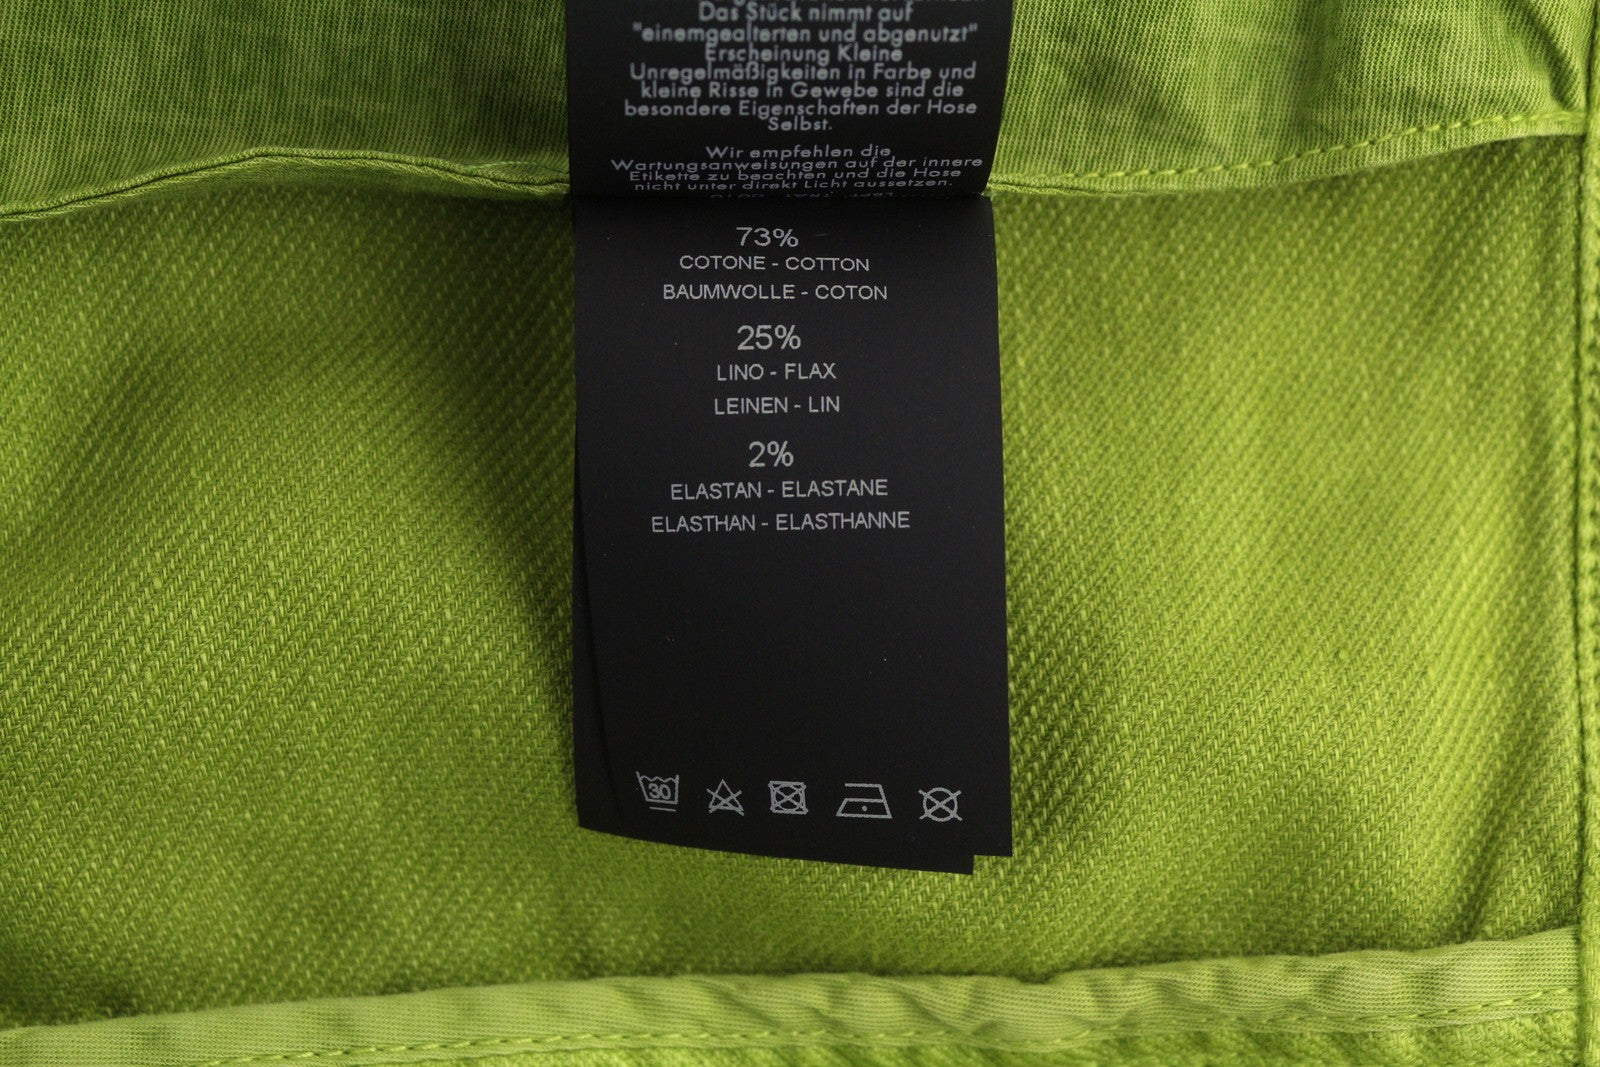 Das Stück nimmt auf
"einemgealterten und abgenutzt"
Erscheinung Kleine
Unregelmäßigkeiten in Farbe und
kleine Risse in Gewebe sind die
besondere Eigenschaften der Hose
Selbst.
Wir empfehlen die
Wartungsanweisungen auf der innere
Etikette zu beachten und die Hose
nicht unter direkt Licht aussetzen.
73%
COTONE - COTTON
BAUMWOLLE - COTON
25%
LINO - FLAX
LEINEN - LIN
2%
ELASTAN - ELASTANE
ELASTHAN - ELASTHANNE
30